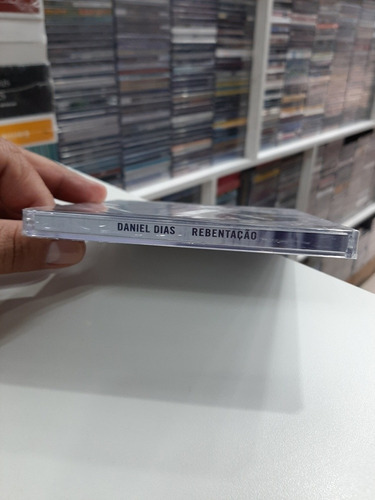 DANIEL DIAS REBENTAÇÃO